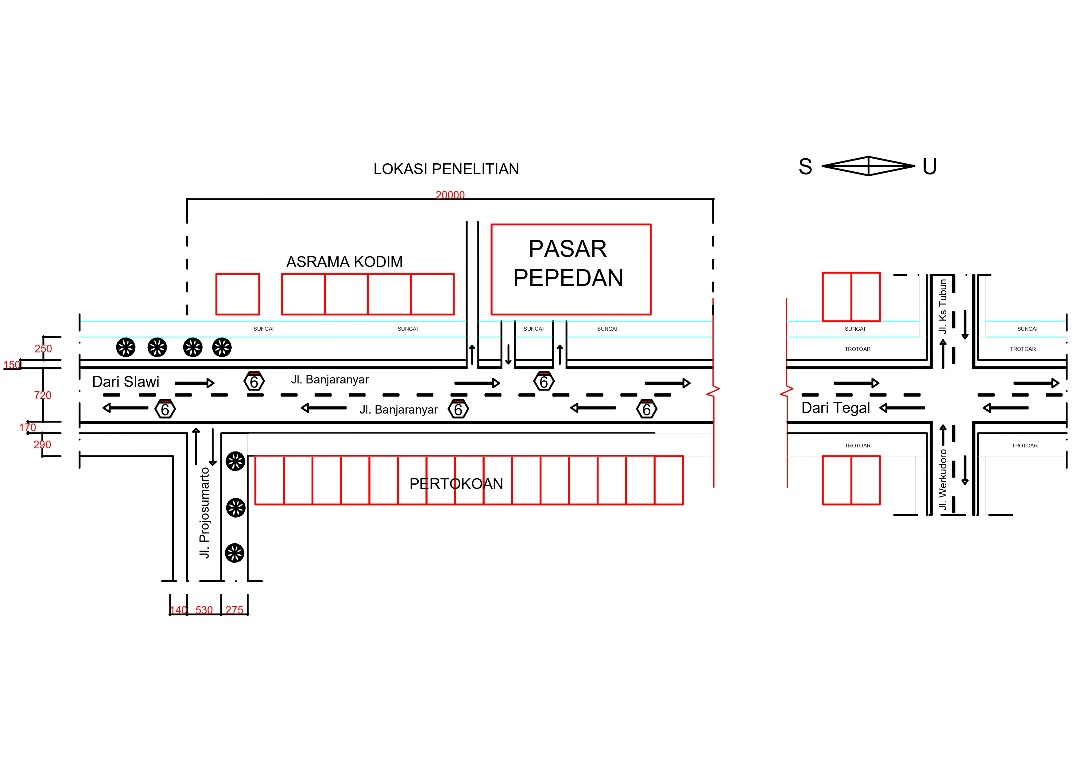 LOKASI PENELITIAN
20000
S
U
ASRAMA KODIM
PASAR
PEPEDAN
SUNGAI
SUNGAI
SUNGAI
SUNGAI
SUNGAI
SUNGAI
Jl. Ks Tubun
TROTOAR
TROTOAR
250
150
720
170
290
Dari Slawi
6
Jl. Banjaranyar
6
6
Jl. Banjaranyar
6
6
Dari Tegal
TROTOAR
TROTOAR
Jl. Werkudoro
PERTOKOAN
Jl. Projosumarto
140
530
275